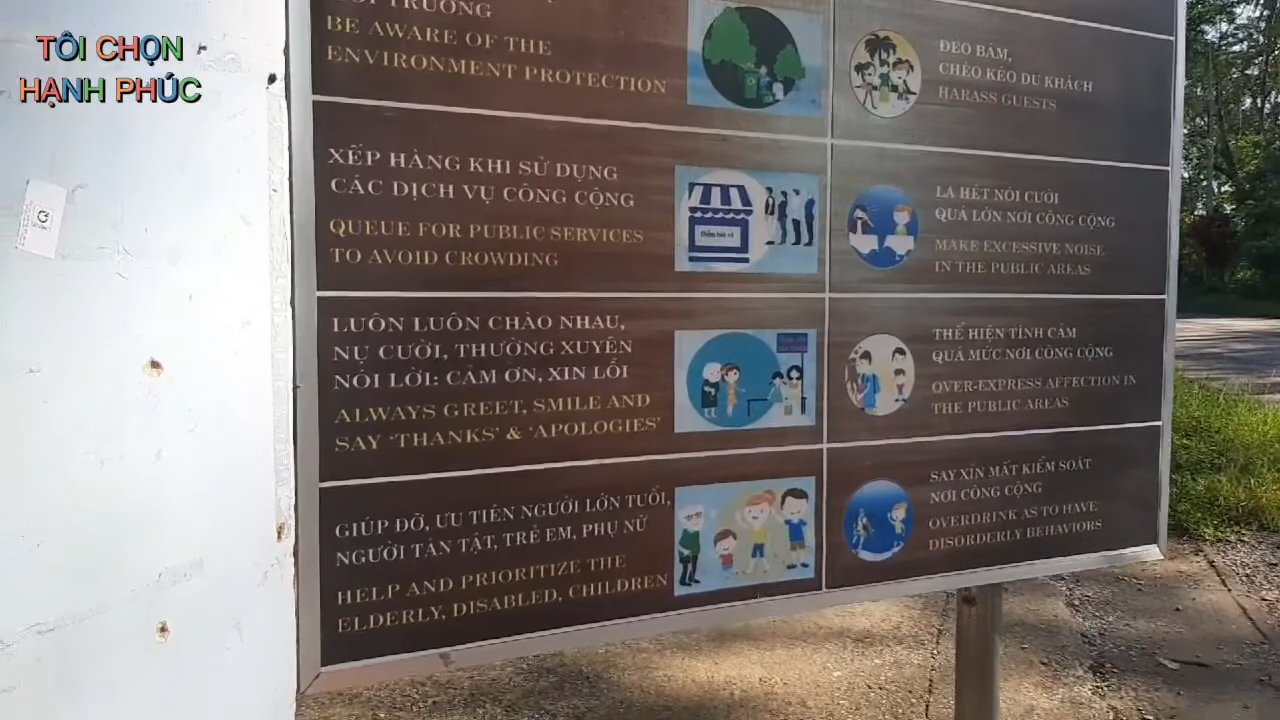 TÔI CHỌN
HẠNH PHÚC
TRƯỜNG
BE AWARE OF THE
ENVIRONMENT PROTECTION
XẾP HÀNG KHI SỬ DỤNG
CÁC DỊCH VỤ CÔNG CỘNG
QUEUE FOR PUBLIC SERVICES
TO AVOID CROWDING
LUÔN LUÔN CHÀO NHAU,
NỤ CƯỜI, THƯỜNG XUYÊN
NÓI LỜI: CẢM ƠN, XIN LỖI
ALWAYS GREET, SMILE AND
SAY 'THANKS' & 'APOLOGIES'
GIÚP ĐỠ, ƯU TIÊN NGƯỜI LỚN TUỔI,
NGƯỜI TÀN TẬT, TRẺ EM, PHỤ NỮ
HELP AND PRIORITIZE THE
ELDERLY, DISABLED, CHILDREN
ĐEO BÁM,
CHÈO KÉO DU KHÁCH
HARASS GUESTS
LA HÉT NÓI CƯỜI
QUÁ LỚN NƠI CÔNG CỘNG
MAKE EXCESSIVE NOISE
IN THE PUBLIC AREAS
THỂ HIỆN TÌNH CẢM
QUÁ MỨC NƠI CÔNG CỘNG
OVER-EXPRESS AFFECTION IN
THE PUBLIC AREAS
SAY XỈN MẤT KIỂM SOÁT
NƠI CÔNG CỘNG
OVERDRINK AS TO HAVE
DISORDERLY BEHAVIORS